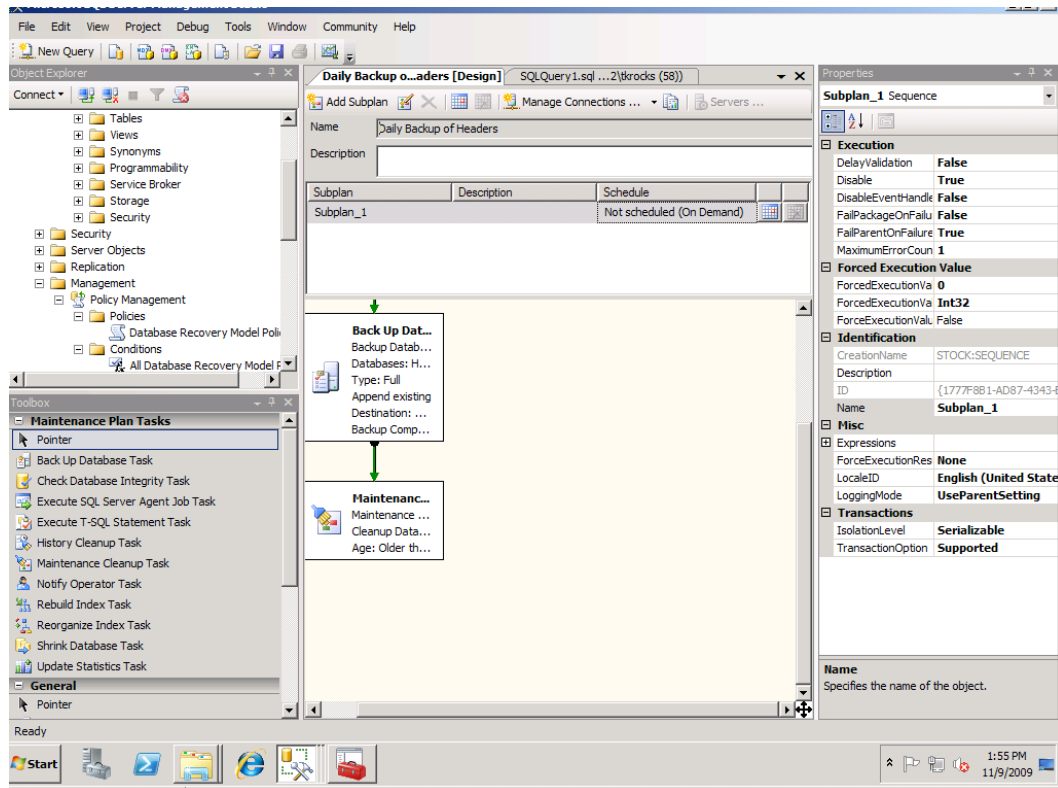 File Edit View Project Debug Tools Window Community Help
New Query
Object Explorer
Connect
Tables
Views
Synonyms
Programmability
Service Broker
Storage
Security
Security
Server Objects
Replication
Management
Policy Management
Policies
Database Recovery Model Poli
Conditions
All Database Recovery Model F
Toolbox
Maintenance Plan Tasks
Pointer
Back Up Database Task
Check Database Integrity Task
Execute SQL Server Agent Job Task
Execute T-SQL Statement Task
History Cleanup Task
Maintenance Cleanup Task
Notify Operator Task
Rebuild Index Task
Reorganize Index Task
Shrink Database Task
Update Statistics Task
General
Pointer
Daily Backup o...aders [Design] SQLQuery1.sql ...2\tkrocks (58))
Add Subplan Manage Connections ... Servers ...
Name Daily Backup of Headers
Description
Subplan Description Schedule
Subplan_1 Not scheduled (On Demand)
Back Up Dat...
Backup Datab...
Databases: H...
Type: Full
Append existing
Destination: ...
Backup Comp...
Maintenanc...
Maintenance ...
Cleanup Data...
Age: Older th...
Properties
Subplan_1 Sequence
Execution
DelayValidation False
Disable True
DisableEventHandle False
FailPackageOnFailu False
FailParentOnFailure True
MaximumErrorCoun 1
Forced Execution Value
ForcedExecutionVa 0
ForcedExecutionVa Int32
ForceExecutionValu False
Identification
CreationName STOCK:SEQUENCE
Description
ID {1777F8B1-AD87-4343-E
Name Subplan_1
Misc
Expressions
ForceExecutionRes None
LocaleID English (United State
LoggingMode UseParentSetting
Transactions
IsolationLevel Serializable
TransactionOption Supported
Name
Specifies the name of the object.
Ready
Start
1:55 PM
11/9/2009